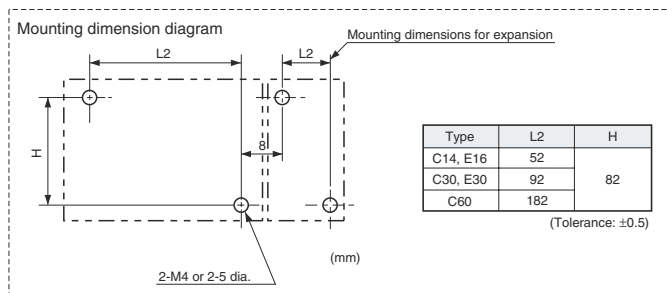 Mounting dimension diagram
Mounting dimensions for expansion
L2
L2
H
8
2-M4 or 2-5 dia.
(mm)
Type L2 H
C14, E16 52
C30, E30 92 82
C60 182
(Tolerance: ±0.5)